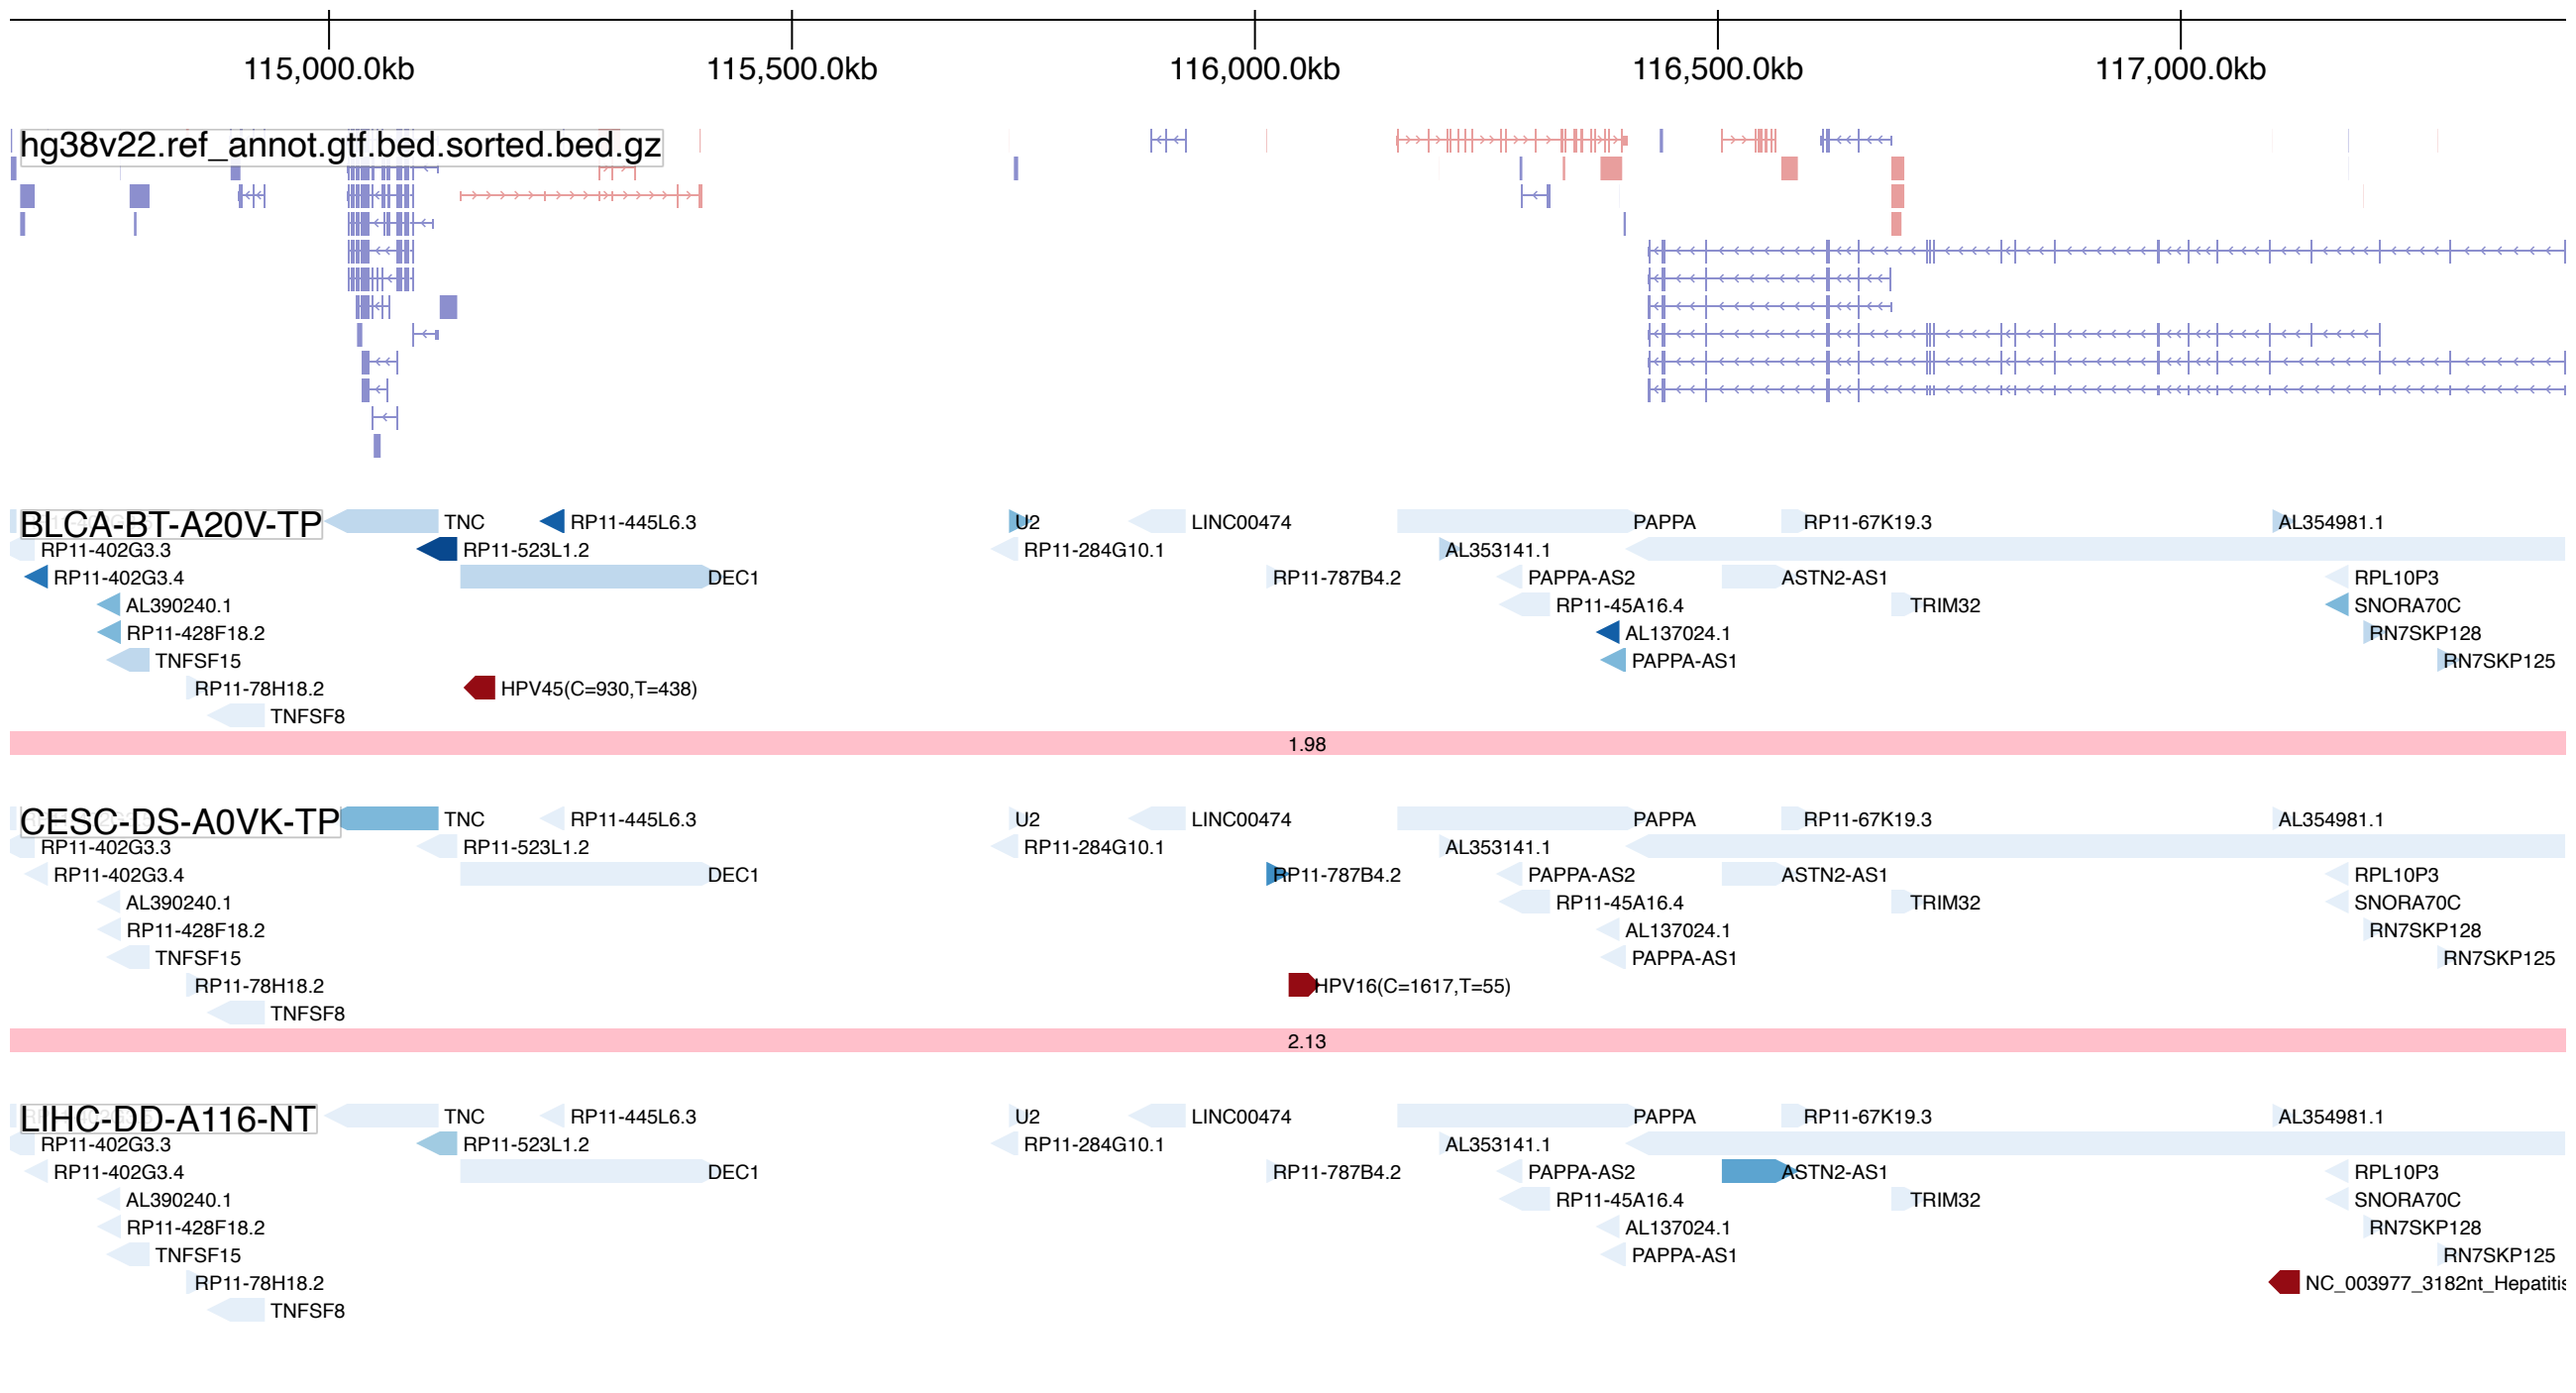 115,000.0kb 115,500.0kb 116,000.0kb 116,500.0kb 117,000.0kb
hg38v22.ref_annot.gtf.bed.sorted.bed.gz
BLCA-BT-A20V-TP TNC RP11-445L6.3 U2 LINC00474 PAPPA RP11-67K19.3 AL354981.1
RP11-402G3.3 RP11-523L1.2 RP11-284G10.1 AL353141.1
RP11-402G3.4 DEC1 RP11-787B4.2 PAPPA-AS2 ASTN2-AS1 RPL10P3
AL390240.1 RP11-45A16.4 TRIM32 SNORA70C
RP11-428F18.2 AL137024.1 RN7SKP128
TNFSF15 PAPPA-AS1 RN7SKP125
RP11-78H18.2 HPV45(C=930,T=438)
TNFSF8
1.98
CESC-DS-A0VK-TP TNC RP11-445L6.3 U2 LINC00474 PAPPA RP11-67K19.3 AL354981.1
RP11-402G3.3 RP11-523L1.2 RP11-284G10.1 AL353141.1
RP11-402G3.4 DEC1 RP11-787B4.2 PAPPA-AS2 ASTN2-AS1 RPL10P3
AL390240.1 RP11-45A16.4 TRIM32 SNORA70C
RP11-428F18.2 AL137024.1 RN7SKP128
TNFSF15 PAPPA-AS1 RN7SKP125
RP11-78H18.2 HPV16(C=1617,T=55)
TNFSF8
2.13
LIHC-DD-A116-NT TNC RP11-445L6.3 U2 LINC00474 PAPPA RP11-67K19.3 AL354981.1
RP11-402G3.3 RP11-523L1.2 RP11-284G10.1 AL353141.1
RP11-402G3.4 DEC1 RP11-787B4.2 PAPPA-AS2 ASTN2-AS1 RPL10P3
AL390240.1 RP11-45A16.4 TRIM32 SNORA70C
RP11-428F18.2 AL137024.1 RN7SKP128
TNFSF15 PAPPA-AS1 RN7SKP125
RP11-78H18.2 NC_003977_3182nt_Hepatitis
TNFSF8